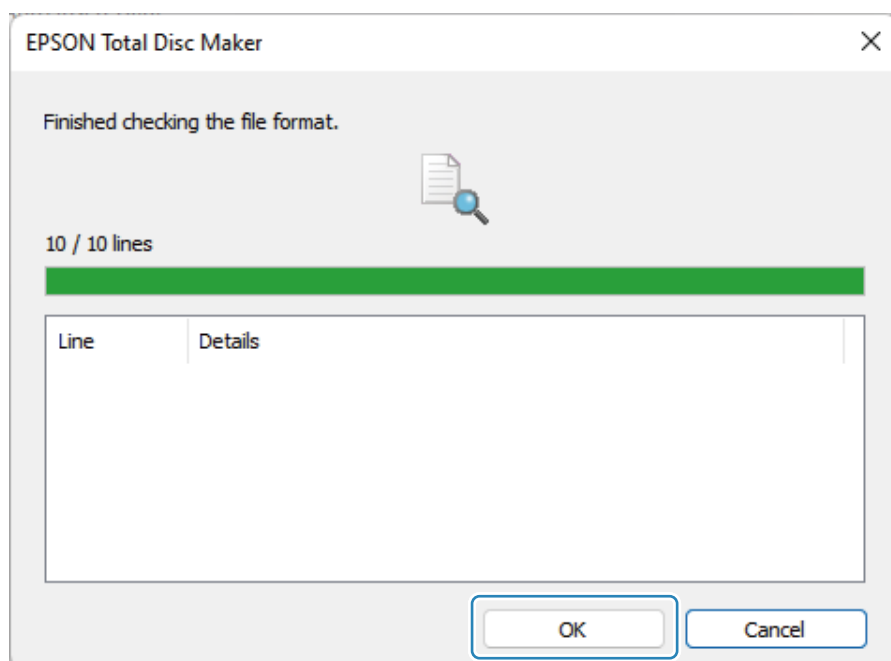 EPSON Total Disc Maker
Finished checking the file format.
10 / 10 lines
Line Details
OK Cancel